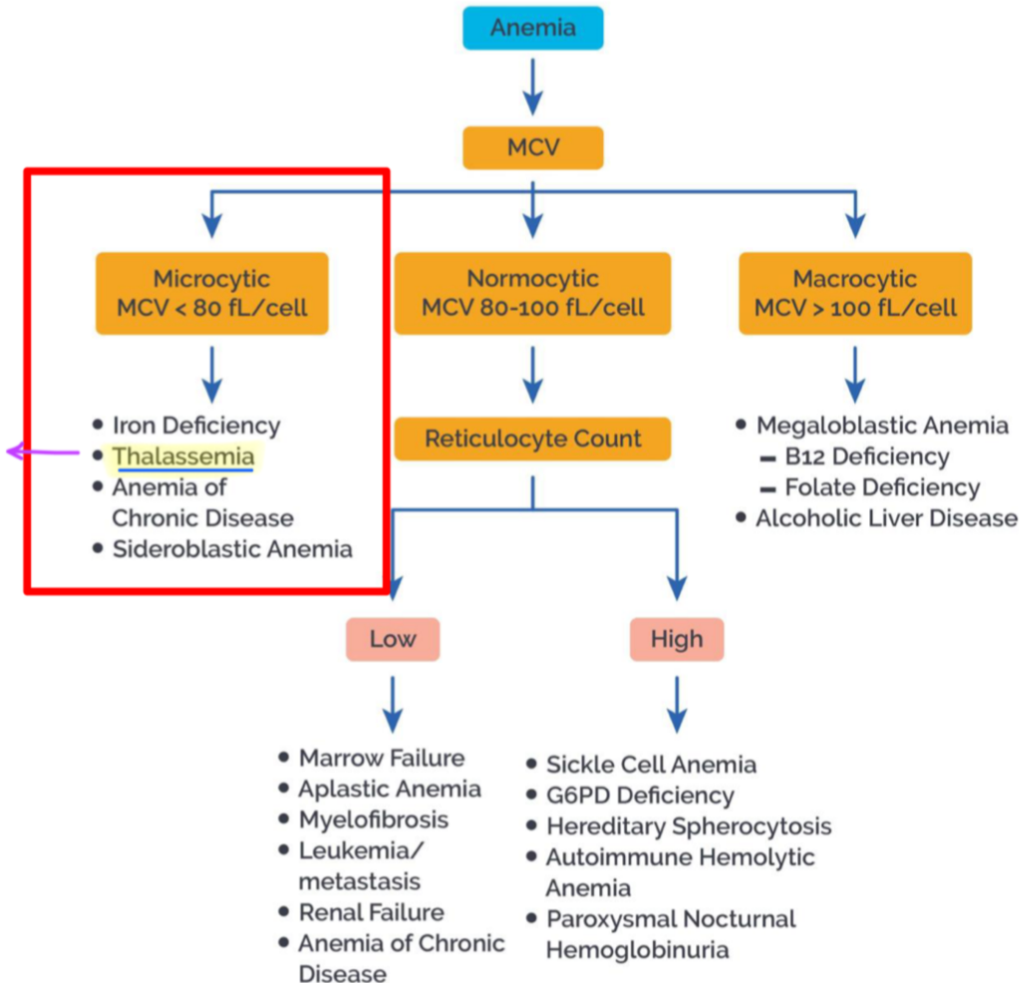 Anemia
MCV
Microcytic
MCV < 80 fL/cell
Normocytic
MCV 80-100 fL/cell
Macrocytic
MCV > 100 fL/cell
• Iron Deficiency
• Thalassemia
• Anemia of
Chronic Disease
• Sideroblastic Anemia
Reticulocyte Count
• Megaloblastic Anemia
– B12 Deficiency
– Folate Deficiency
• Alcoholic Liver Disease
Low
High
• Marrow Failure
• Aplastic Anemia
• Myelofibrosis
• Leukemia/
metastasis
• Renal Failure
• Anemia of Chronic
Disease
• Sickle Cell Anemia
• G6PD Deficiency
• Hereditary Spherocytosis
• Autoimmune Hemolytic
Anemia
• Paroxysmal Nocturnal
Hemoglobinuria